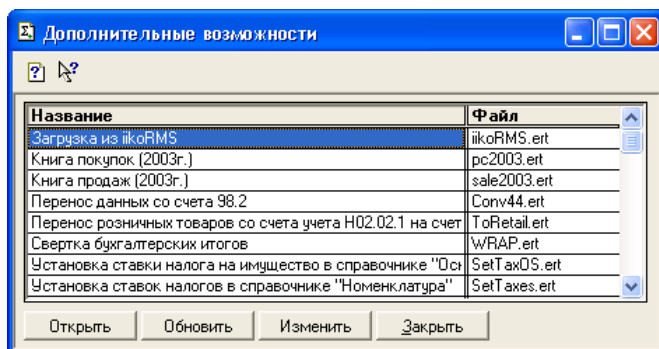 Дополнительные возможности
Название Файл
Загрузка из iikoRMS iikoRMS.ert
Книга покупок (2003г.) pc2003.ert
Книга продаж (2003г.) sale2003.ert
Перенос данных со счета 98.2 Conv44.ert
Перенос розничных товаров со счета учета Н02.02.1 на счет ToRetail.ert
Свертка бухгалтерских итогов WRAP.ert
Установка ставки налога на имущество в справочнике "Осн SetTaxOS.ert
Установка ставок налогов в справочнике "Номенклатура" SetTaxes.ert
Открыть Обновить Изменить Закрыть